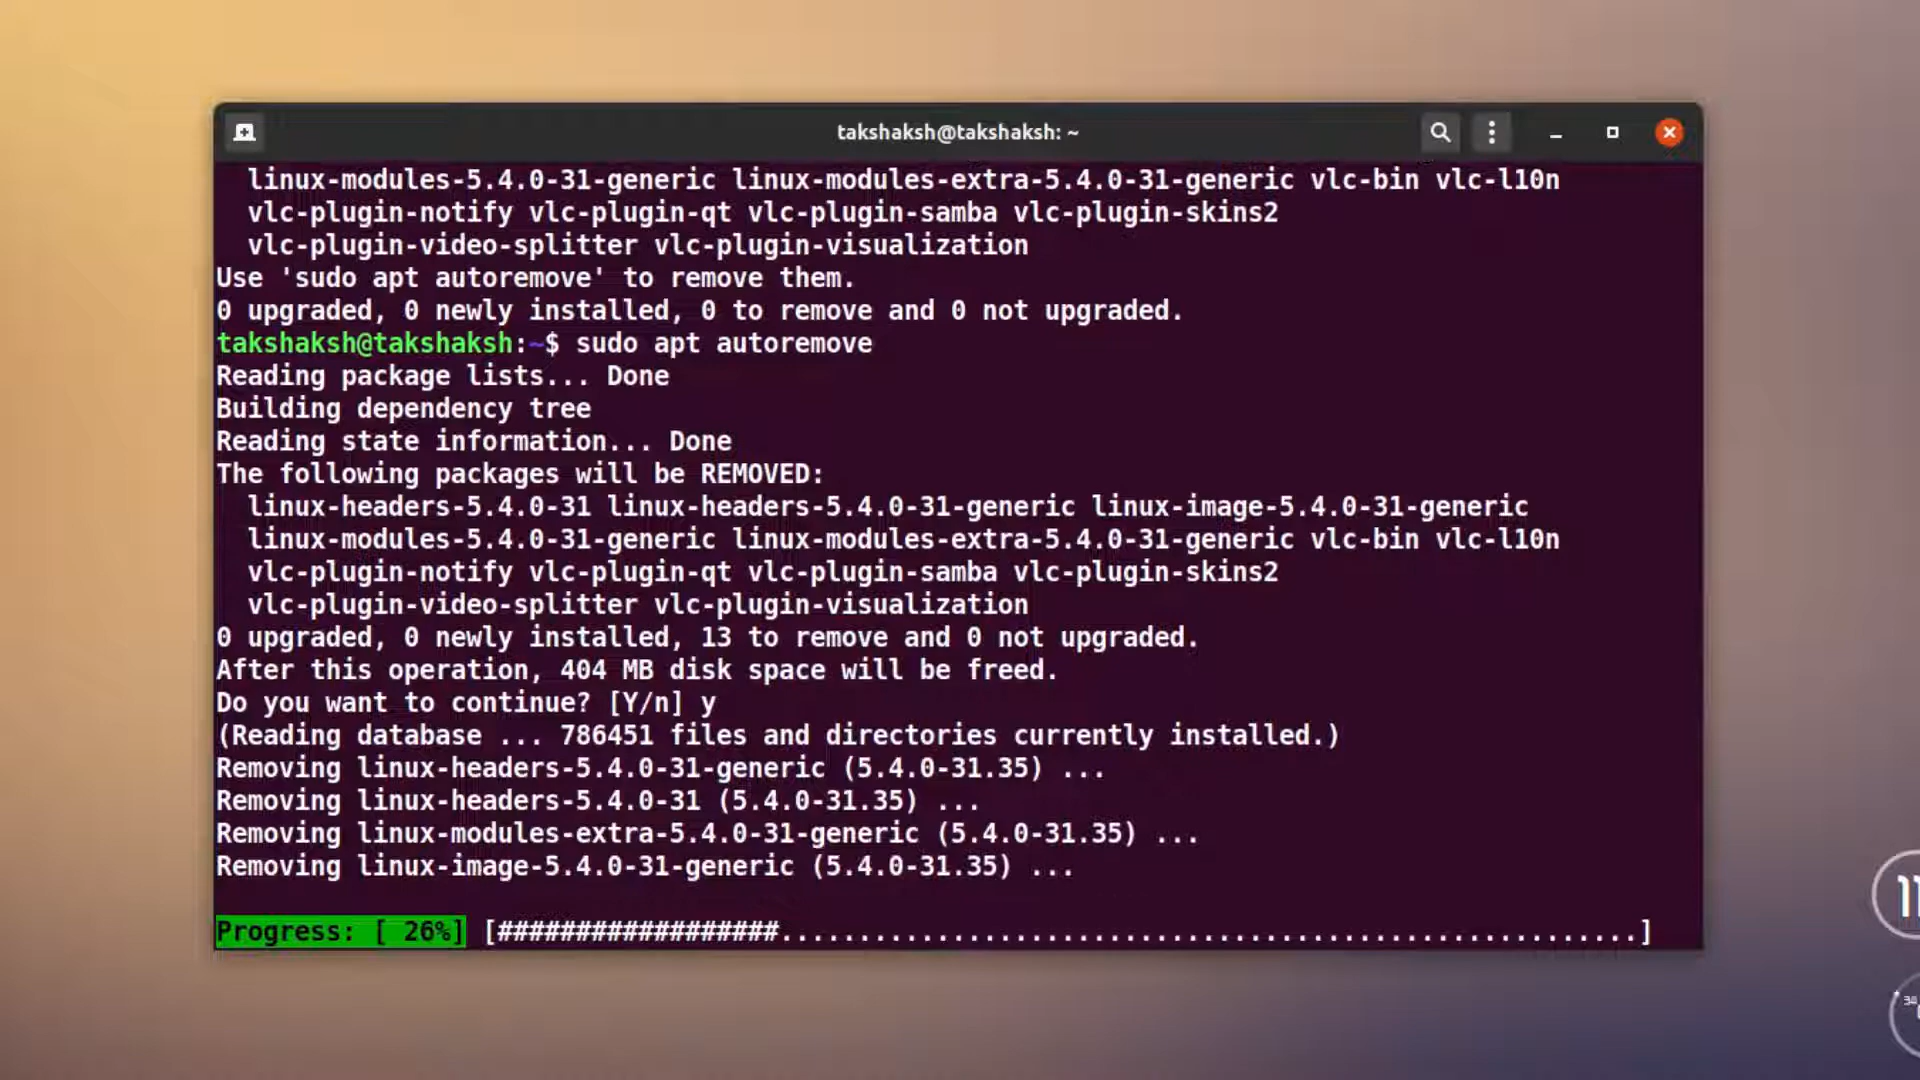 takshaksh@takshaksh: ~
linux-modules-5.4.0-31-generic linux-modules-extra-5.4.0-31-generic vlc-bin vlc-l10n
vlc-plugin-notify vlc-plugin-qt vlc-plugin-samba vlc-plugin-skins2
vlc-plugin-video-splitter vlc-plugin-visualization
Use 'sudo apt autoremove' to remove them.
0 upgraded, 0 newly installed, 0 to remove and 0 not upgraded.
takshaksh@takshaksh:~$ sudo apt autoremove
Reading package lists... Done
Building dependency tree
Reading state information... Done
The following packages will be REMOVED:
linux-headers-5.4.0-31 linux-headers-5.4.0-31-generic linux-image-5.4.0-31-generic
linux-modules-5.4.0-31-generic linux-modules-extra-5.4.0-31-generic vlc-bin vlc-l10n
vlc-plugin-notify vlc-plugin-qt vlc-plugin-samba vlc-plugin-skins2
vlc-plugin-video-splitter vlc-plugin-visualization
0 upgraded, 0 newly installed, 13 to remove and 0 not upgraded.
After this operation, 404 MB disk space will be freed.
Do you want to continue? [Y/n] y
(Reading database ... 786451 files and directories currently installed.)
Removing linux-headers-5.4.0-31-generic (5.4.0-31.35) ...
Removing linux-headers-5.4.0-31 (5.4.0-31.35) ...
Removing linux-modules-extra-5.4.0-31-generic (5.4.0-31.35) ...
Removing linux-image-5.4.0-31-generic (5.4.0-31.35) ...
Progress: [ 26%] [##################.......................................................]